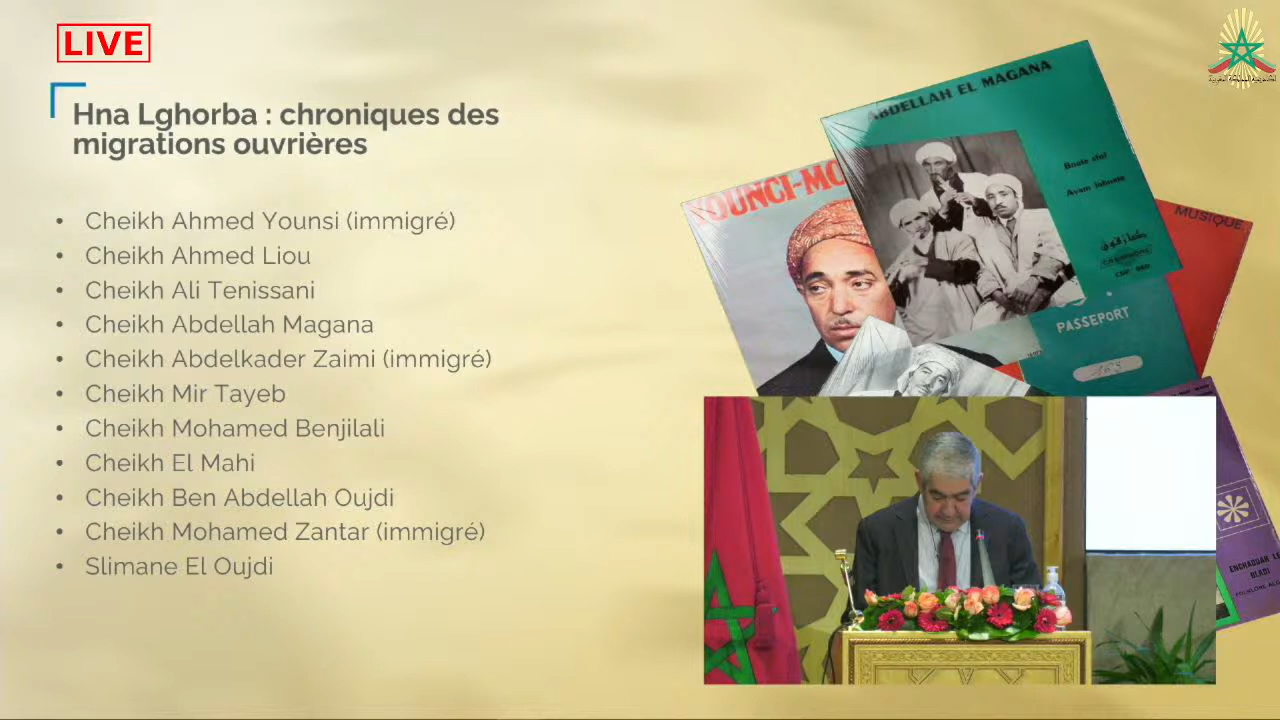 LIVE
Hna Lghorba : chroniques des
migrations ouvrières
• Cheikh Ahmed Younsi (immigré)
• Cheikh Ahmed Liou
• Cheikh Ali Tenissani
• Cheikh Abdellah Magana
• Cheikh Abdelkader Zaimi (immigré)
• Cheikh Mir Tayeb
• Cheikh Mohamed Benjilali
• Cheikh El Mahi
• Cheikh Ben Abdellah Oujdi
• Cheikh Mohamed Zantar (immigré)
• Slimane El Oujdi
ABDELLAH EL MAGANA
MUSIQUE
PASSEPORT
BLADI